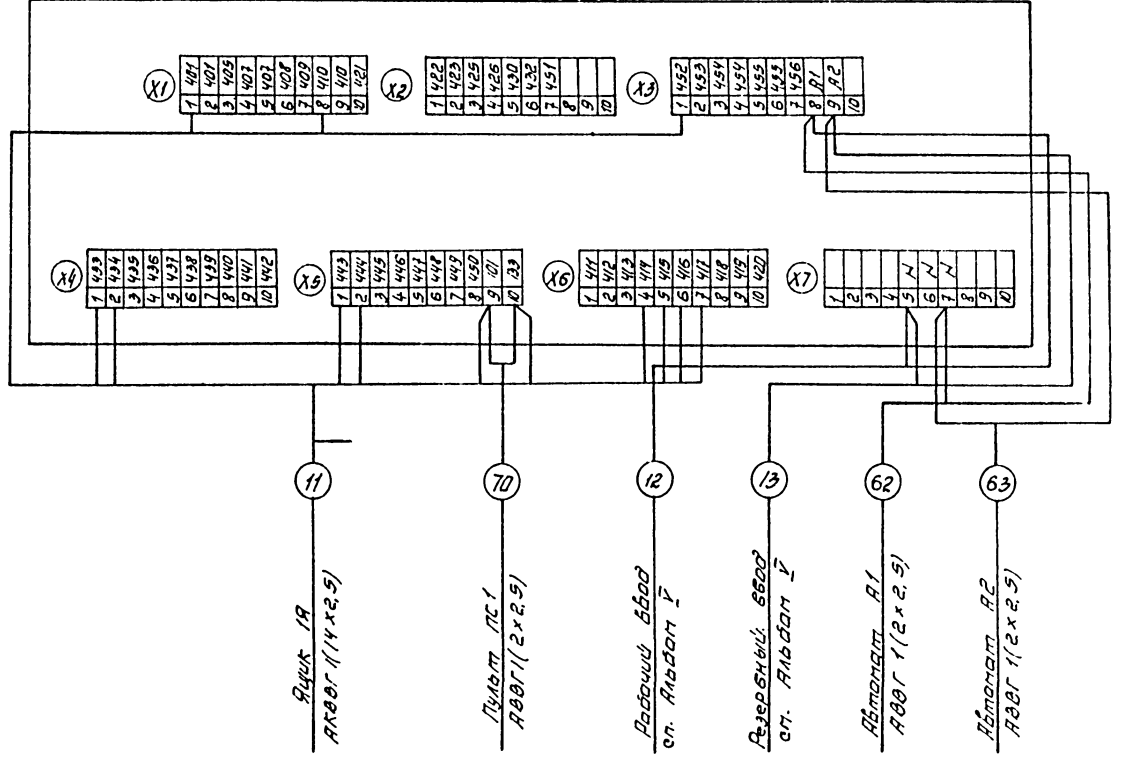 X1
1 401
2 401
3 405
4 407
5 407
6 408
7 409
8 410
9 410
10 421
X2
1 422
2 423
3 425
4 426
5 430
6 432
7 451
8
9
10
X3
1 452
2 453
3 454
4 454
5 455
6 455
7 456
8 A1
9 A2
10
X4
1 433
2 434
3 435
4 436
5 437
6 438
7 439
8 440
9 441
10 442
X5
1 443
2 444
3 445
4 446
5 447
6 448
7 449
8 450
9 101
10 33
X6
1 411
2 412
3 413
4 414
5 415
6 416
7 417
8 418
9 419
10 420
X7
1
2
3
4
5 N
6 N
7 N
8
9
10
11
70
12
13
62
63
Ящик 1Я
АКВВГ 1(14×2,5)
Пульт ПС1
АВВГ1(2×2,5)
Рабочий ввод
сп. Альбом V
Резервный ввод
сп. Альбом V
Автомат А1
АВВГ 1(2×2,5)
Автомат А2
АВВГ 1(2×2,5)